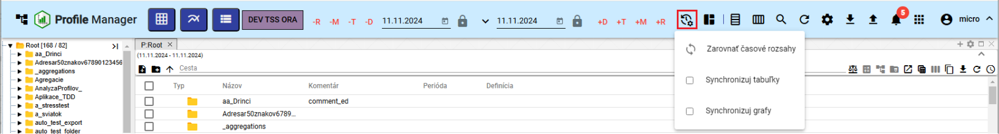 Profile Manager
DEV TSS ORA
-R -M -T -D 11.11.2024 11.11.2024 +D +T +M +R
5
micro
Root [168 / 82]
aa_Drinci
Adresar50znakov67890123456
_aggregations
Agregacie
AnalyzaProfilov_
Aplikace_TDD
a_stresstest
a_sviatok
auto_test_export
auto_test_folder
P:Root
(11.11.2024 - 11.11.2024)
Cesta
Typ Názov Komentár Perióda Definícia
aa_Drinci comment_ed
Adresar50znakov6789...
_aggregations
Zarovnať časové rozsahy
Synchronizuj tabuľky
Synchronizuj grafy